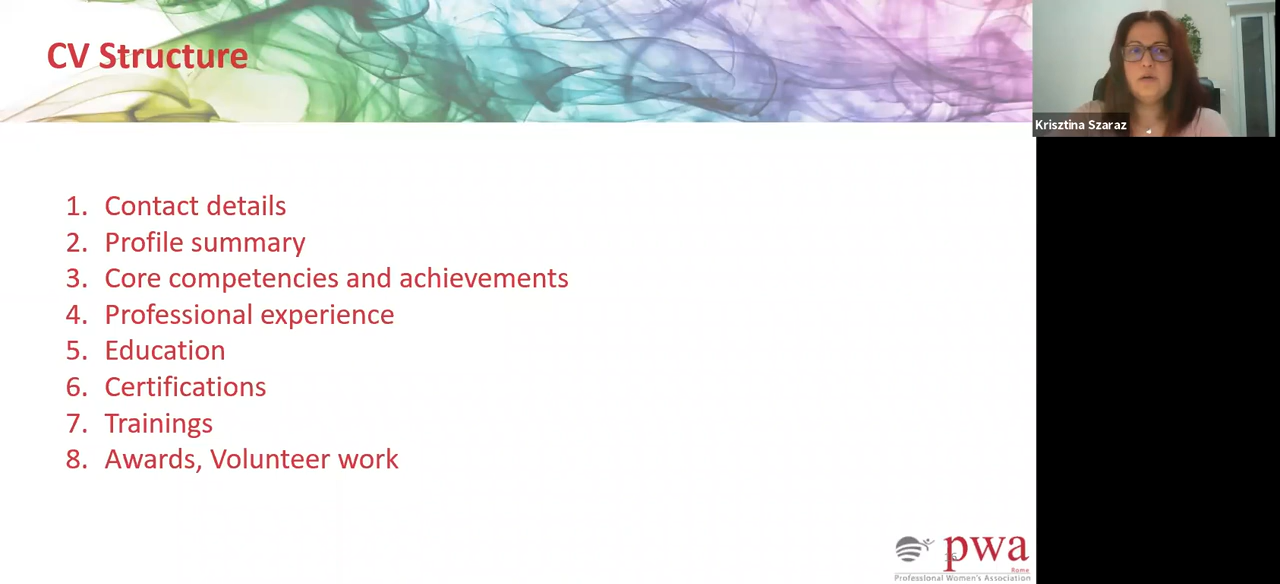 CV Structure
Krisztina Szaraz
1. Contact details
2. Profile summary
3. Core competencies and achievements
4. Professional experience
5. Education
6. Certifications
7. Trainings
8. Awards, Volunteer work
pwa
Rome
Professional Women's Association